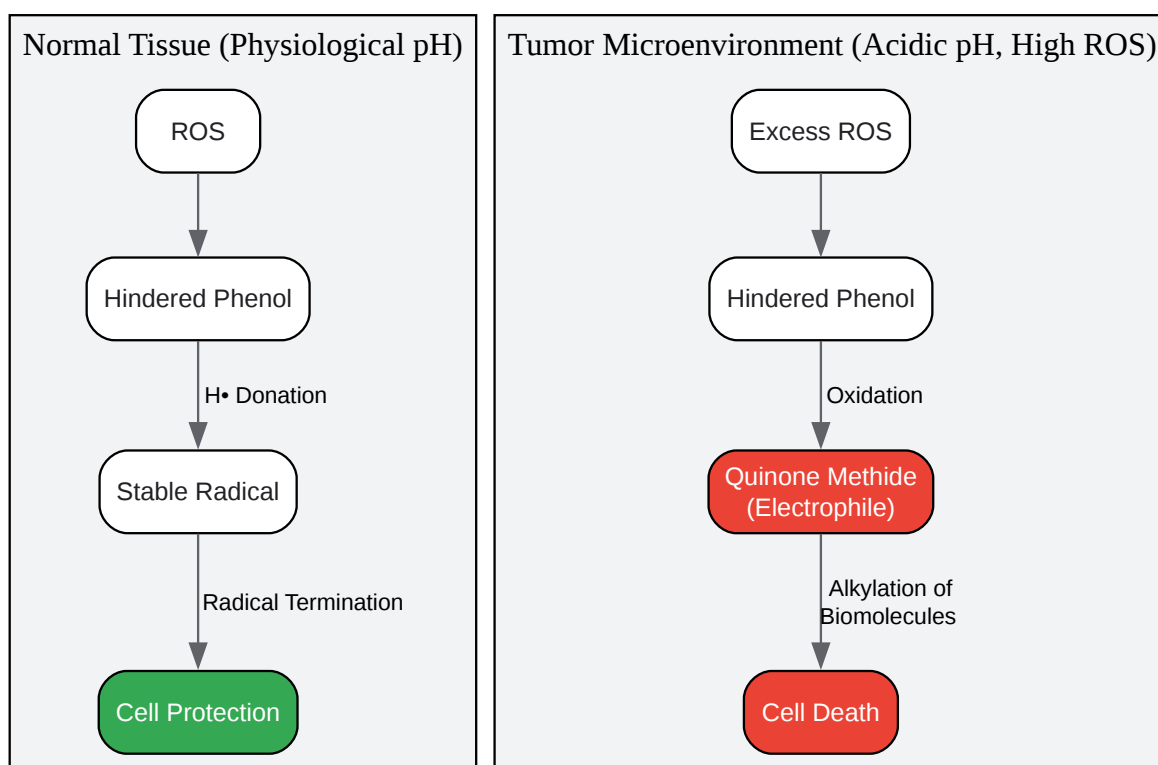 Normal Tissue (Physiological pH)
ROS
Hindered Phenol
H• Donation
Stable Radical
Radical Termination
Cell Protection
Tumor Microenvironment (Acidic pH, High ROS)
Excess ROS
Hindered Phenol
Oxidation
Quinone Methide
(Electrophile)
Alkylation of
Biomolecules
Cell Death